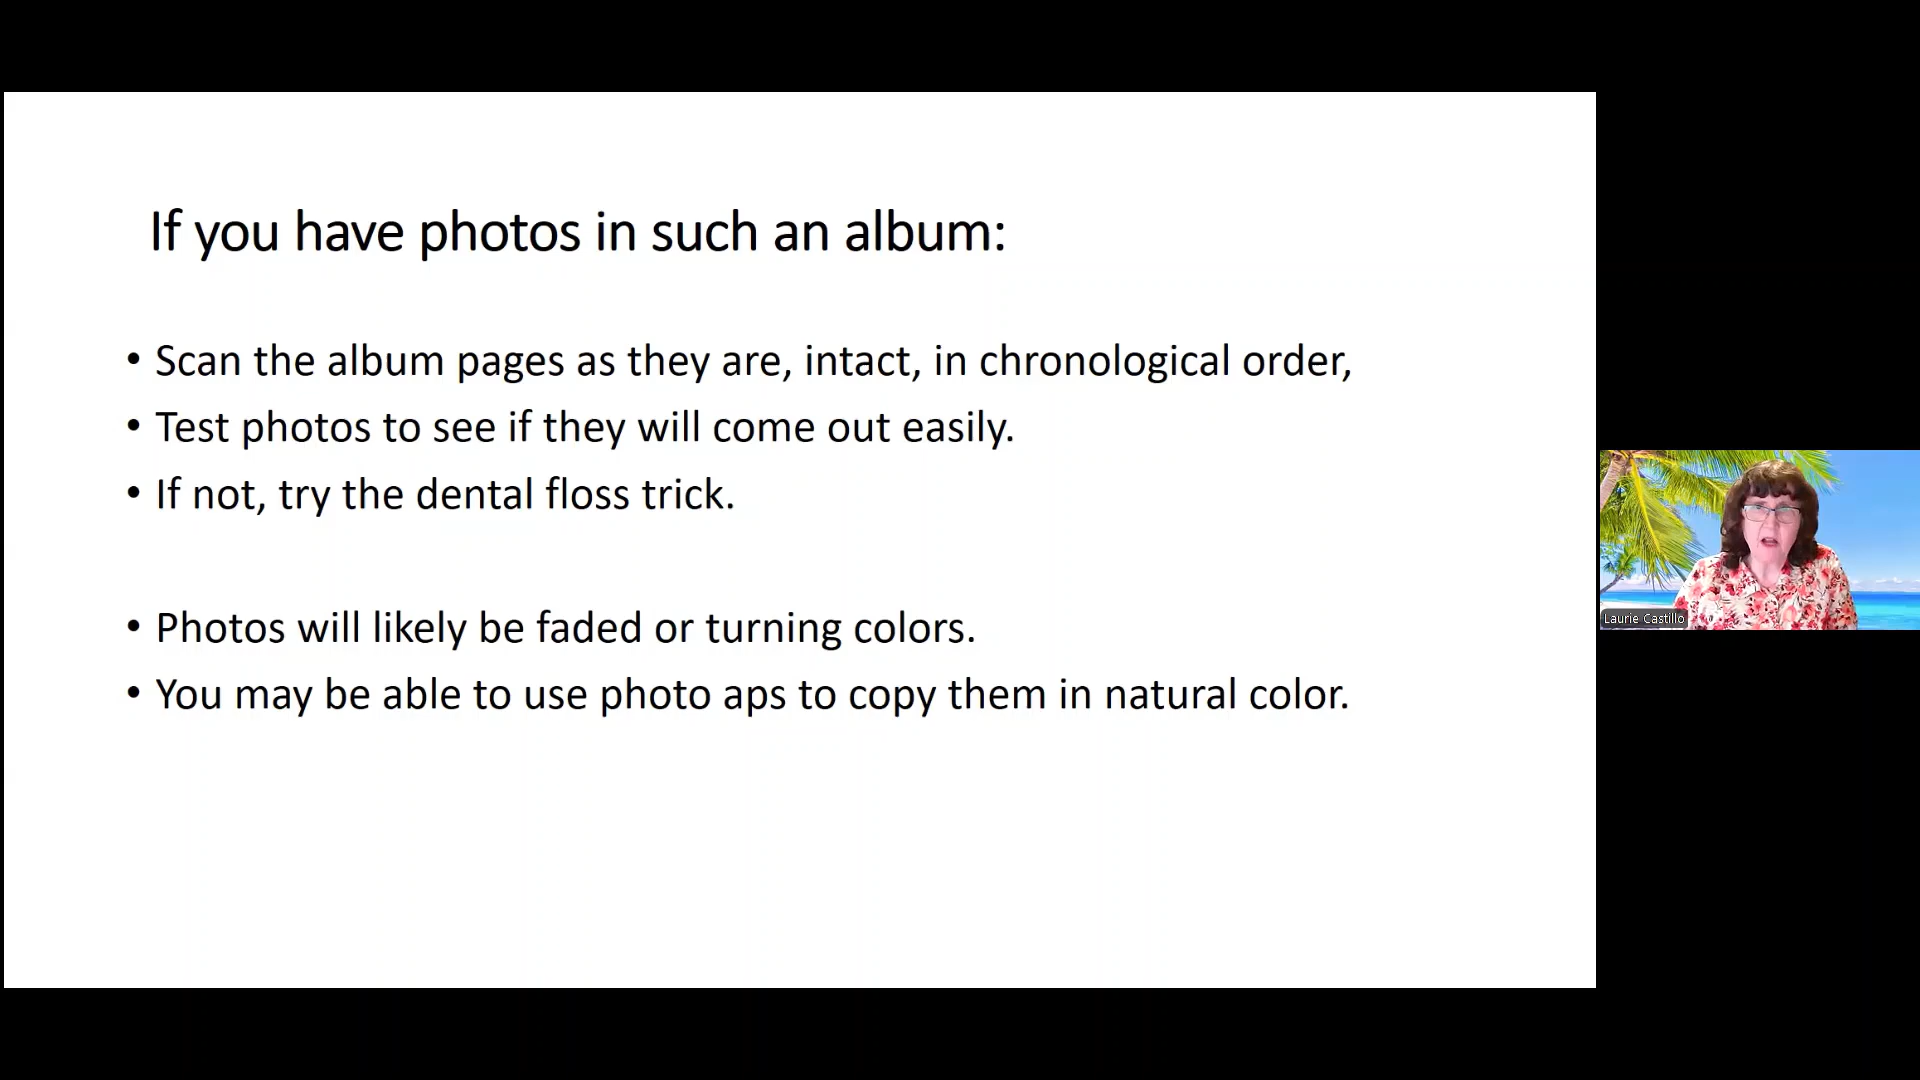 If you have photos in such an album:
• Scan the album pages as they are, intact, in chronological order,
• Test photos to see if they will come out easily.
• If not, try the dental floss trick.
• Photos will likely be faded or turning colors.
• You may be able to use photo aps to copy them in natural color.
Laurie Castillo